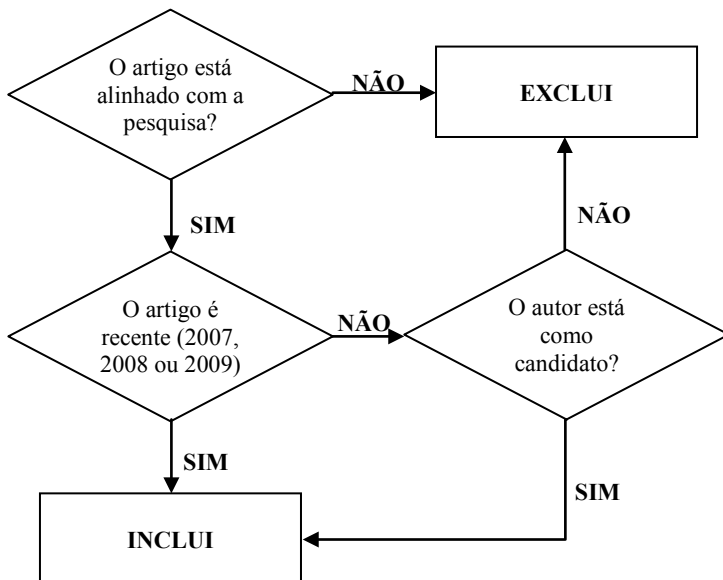 O artigo está
alinhado com a
pesquisa?
NÃO
EXCLUI
SIM
NÃO
O artigo é
recente (2007,
2008 ou 2009)
NÃO
O autor está
como
candidato?
SIM
SIM
INCLUI